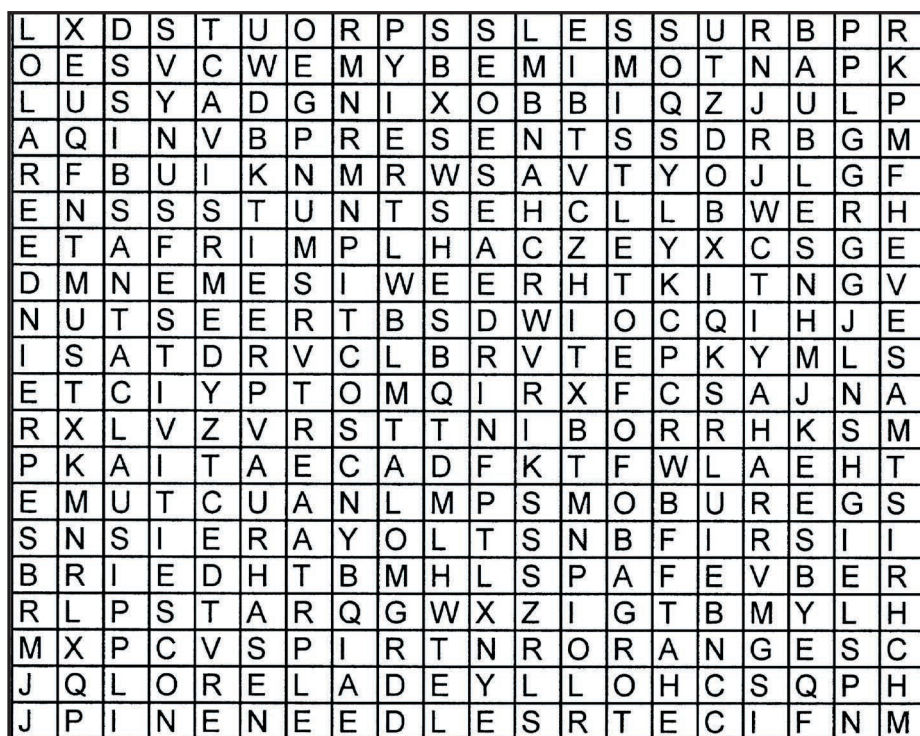 L X D S T U O R P S S L E S S U R B P R
O E S V C W E M Y B E M I M O T N A P K
L U S Y A D G N I X O B B I Q Z J U L P
A Q I N V B P R E S E N T S S D R B G M
R F B U I K N M R W S A V T Y O J L G F
E N S S S T U N T S E H C L L B W E R H
E T A F R I M P L H A C Z E Y X C S G E
D M N E M E S I W E E R H T K I T N G V
N U T S E E R T B S D W I O C Q I H J E
I S A T D R V C L B R V T E P K Y M L S
E T C I Y P T O M Q I R X F C S A J N A
R X L V Z V R S T T N I B O R R H K S M
P K A I T A E C A D F K T F W L A E H T
E M U T C U A N L M P S M O B U R E G S
S N S I E R A Y O L T S N B F I R S I I
B R I E D H T B M H L S P A F E V B E R
R L P S T A R Q G W X Z I G T B M Y L H
M X P C V S P I R T N R O R A N G E S C
J Q L O R E L A D E Y L L O H C S Q P H
J P I N E N E E D L E S R T E C I F N M